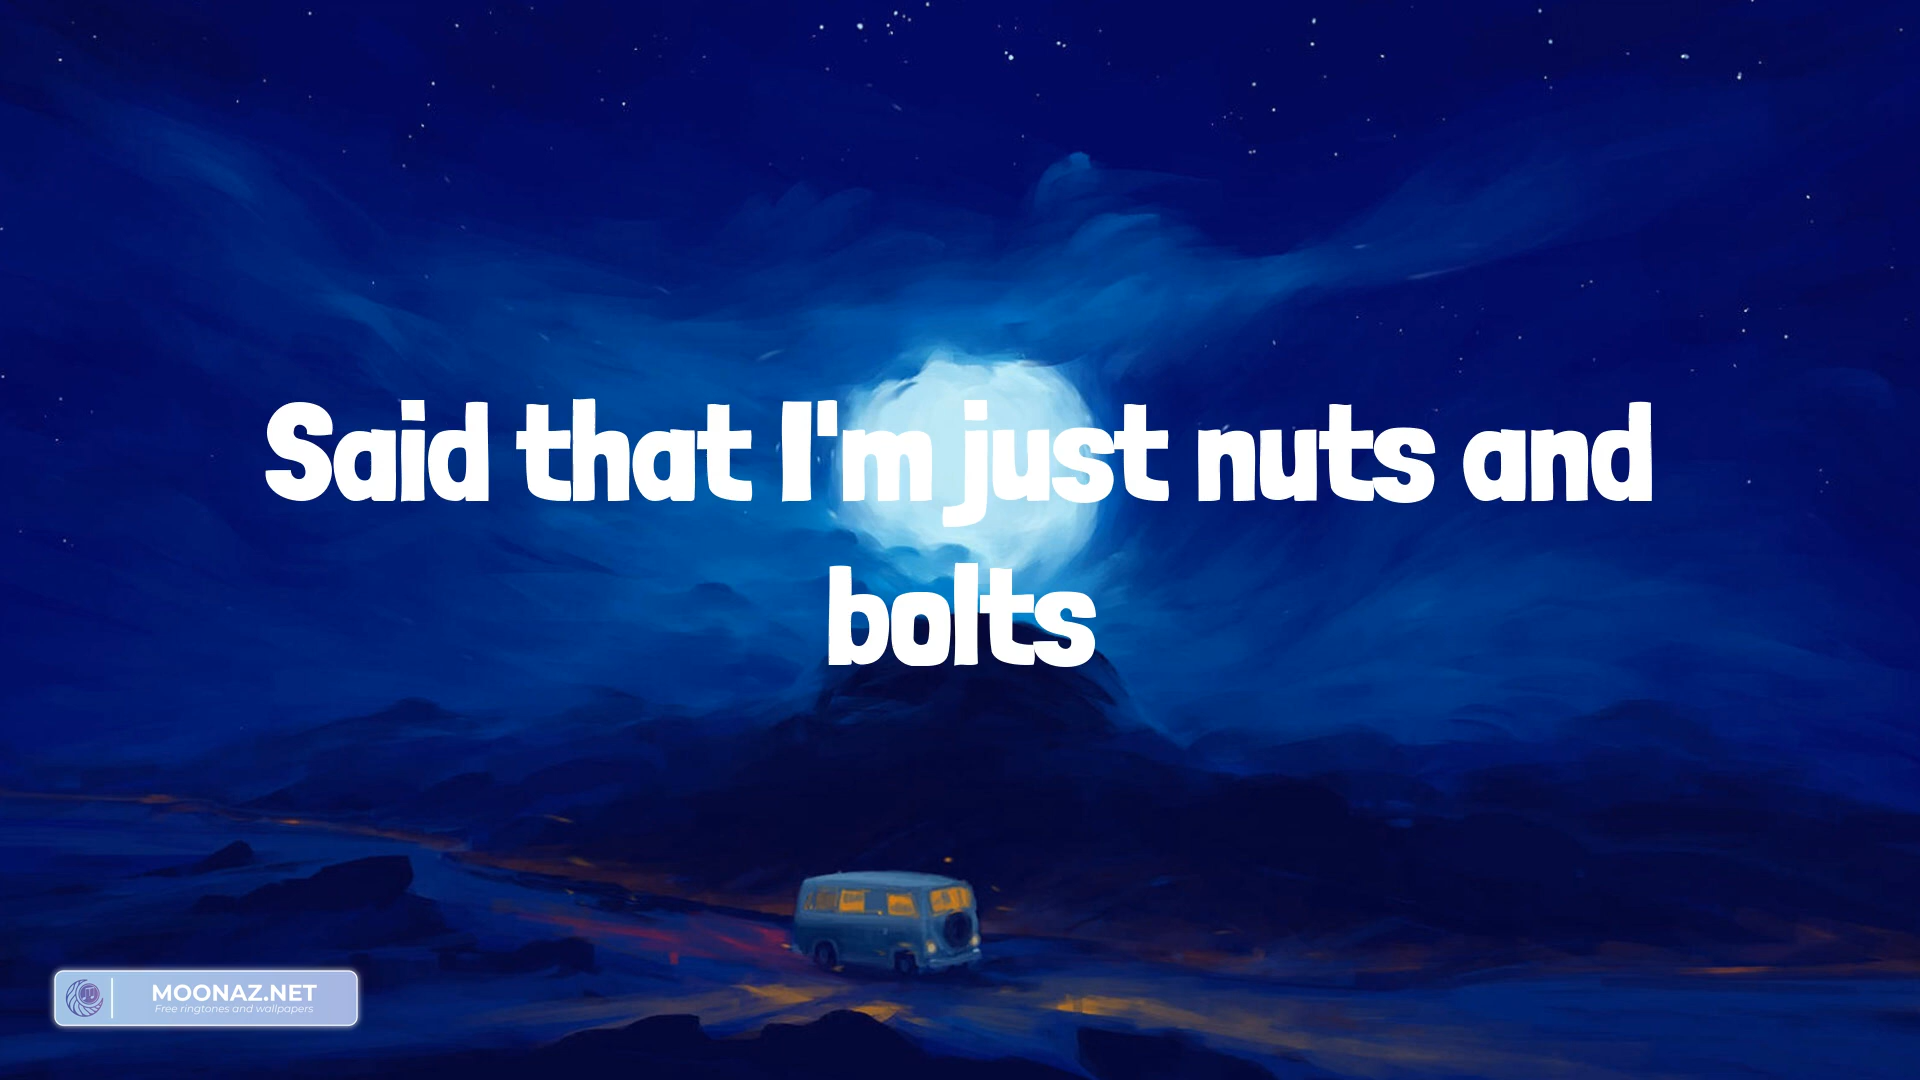 Said that I'm just nuts and
bolts
MOONAZ.NET
Free ringtones and wallpapers